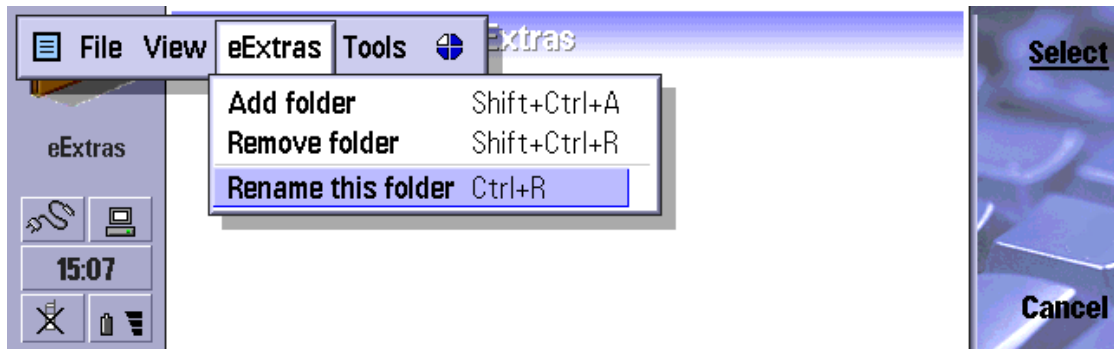 File View eExtras Tools
Extras
Add folder Shift+Ctrl+A
Remove folder Shift+Ctrl+R
Rename this folder Ctrl+R
eExtras
15:07
Select
Cancel